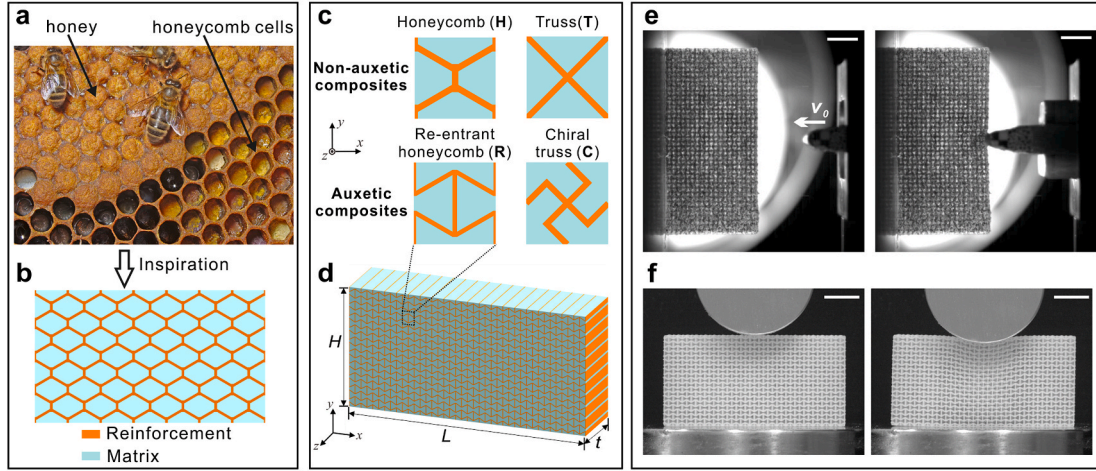 a
honey
honeycomb cells
Inspiration
b
Reinforcement
Matrix
c
Honeycomb (H)
Truss(T)
Non-auxetic
composites
y
z
x
Re-entrant
honeycomb (R)
Chiral
truss (C)
Auxetic
composites
d
H
L
t
y
z
x
e
v₀
f